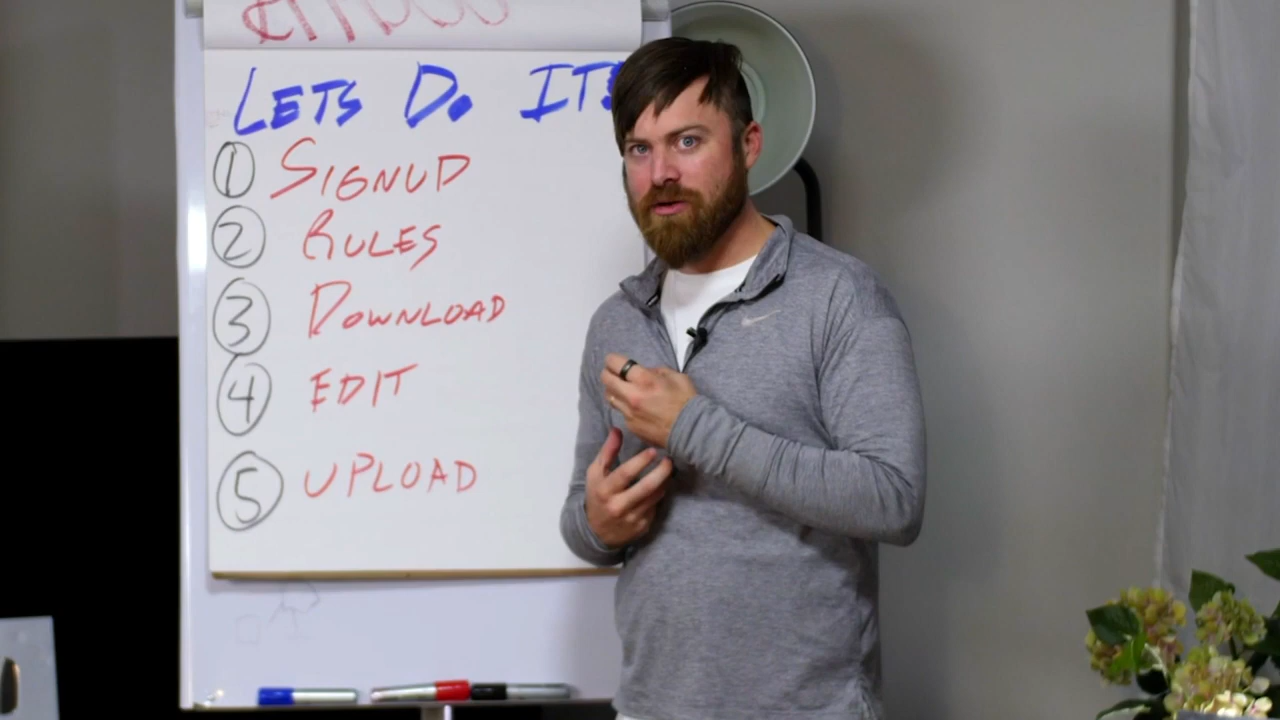 LETS DO IT!
1 SIGNUP
2 RULES
3 DOWNLOAD
4 EDIT
5 UPLOAD